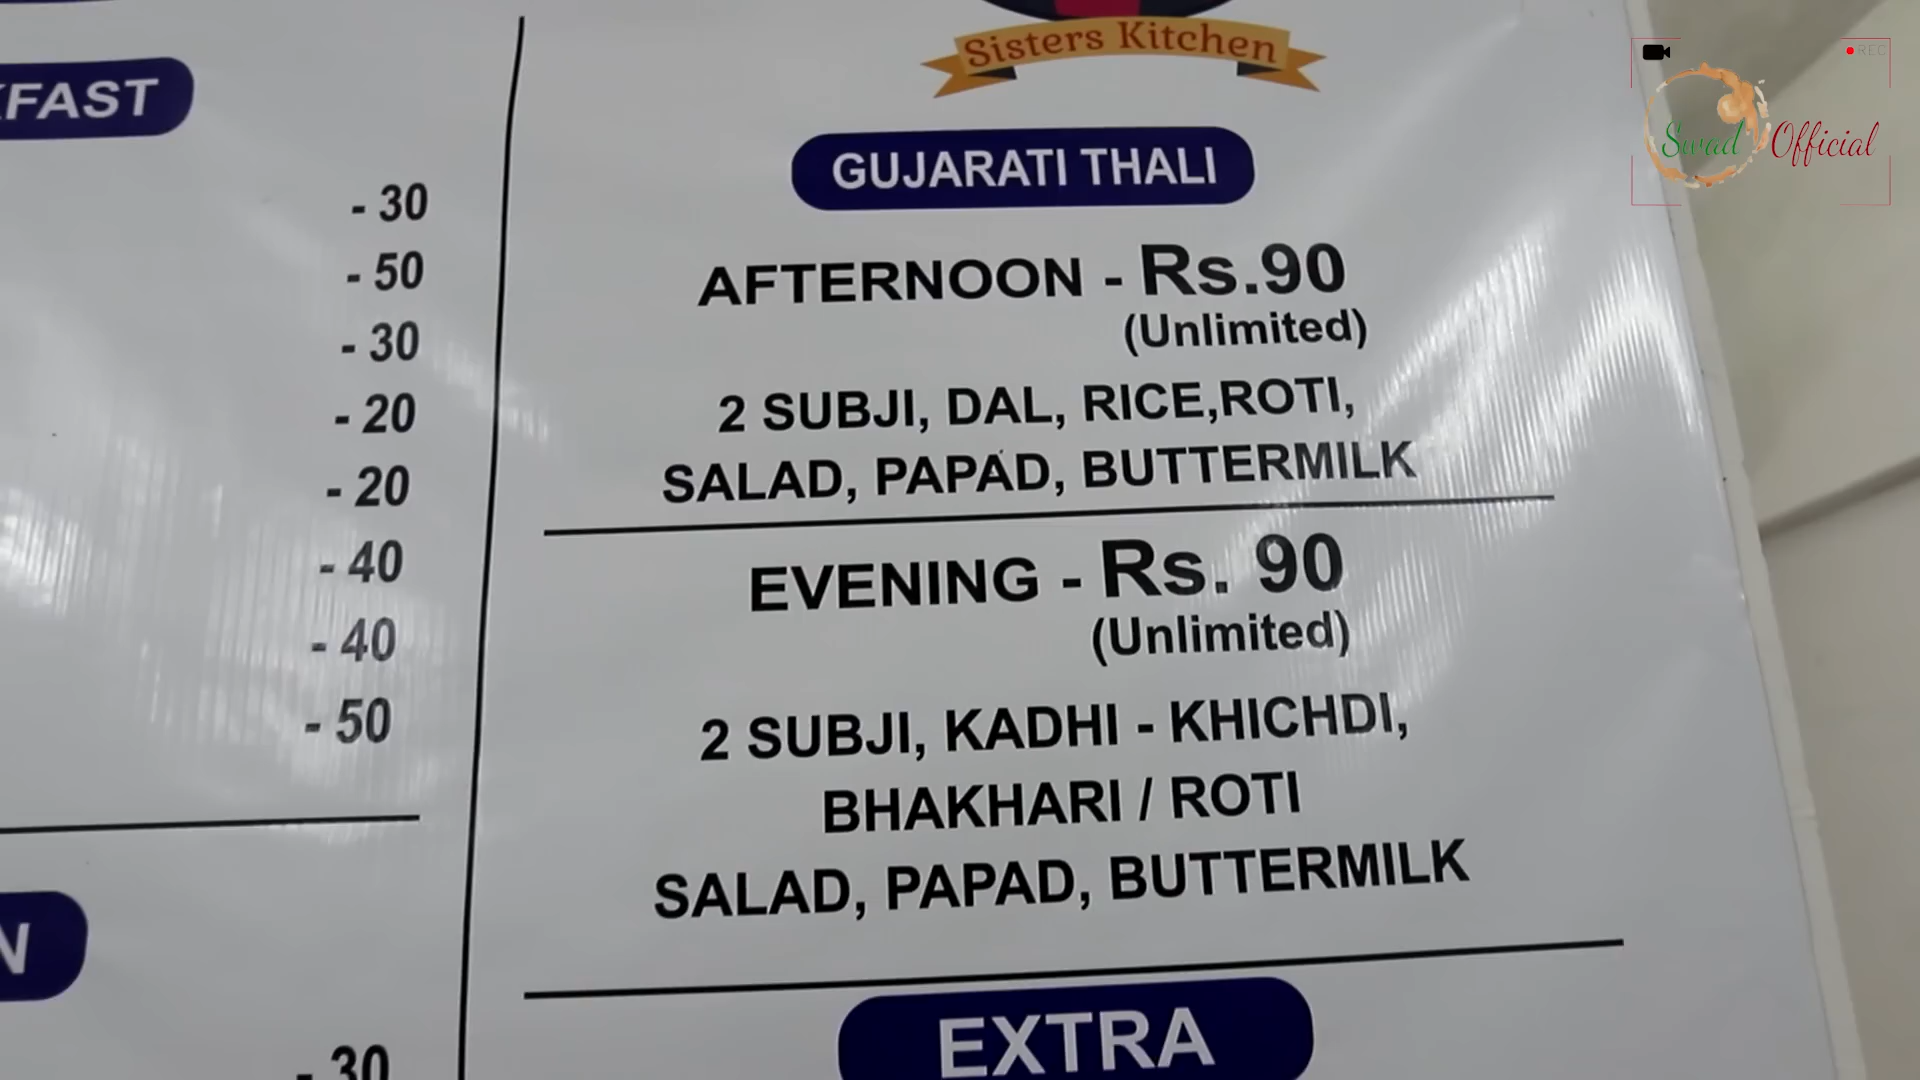 FAST
- 30
- 50
- 30
- 20
- 20
- 40
- 40
- 50
N
- 30
Sisters Kitchen
GUJARATI THALI
AFTERNOON - Rs.90
(Unlimited)
2 SUBJI, DAL, RICE,ROTI,
SALAD, PAPAD, BUTTERMILK
EVENING - Rs. 90
(Unlimited)
2 SUBJI, KADHI - KHICHDI,
BHAKHARI / ROTI
SALAD, PAPAD, BUTTERMILK
EXTRA
REC
Swad Official